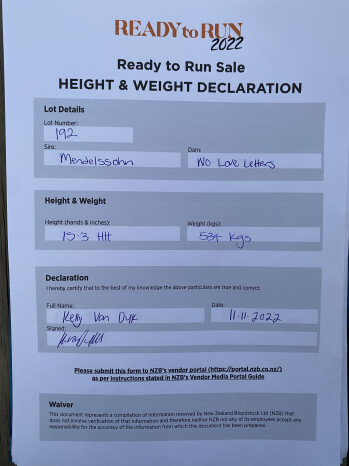 READY to RUN
2022
Ready to Run Sale
HEIGHT & WEIGHT DECLARATION
Lot Details
Lot Number:
192
Sire: Dam:
Mendelssohn No Love Letters
Height & Weight
Height (hands & inches): Weight (kgs):
15.3 HH 534 kgs
Declaration
I hereby certify that to the best of my knowledge the above particulars are true and correct.
Full Name: Date:
Kelly Van Dyk 11.11.2022
Signed:
Please submit this form to NZB's vendor portal (https://portal.nzb.co.nz/)
as per instructions stated in NZB's Vendor Media Portal Guide
Waiver
This document represents a compilation of information received by New Zealand Bloodstock Ltd (NZB) that
does not involve verification of that information and therefore neither NZB nor any of its employees accept any
responsibility for the accuracy of the information from which the document has been prepared.